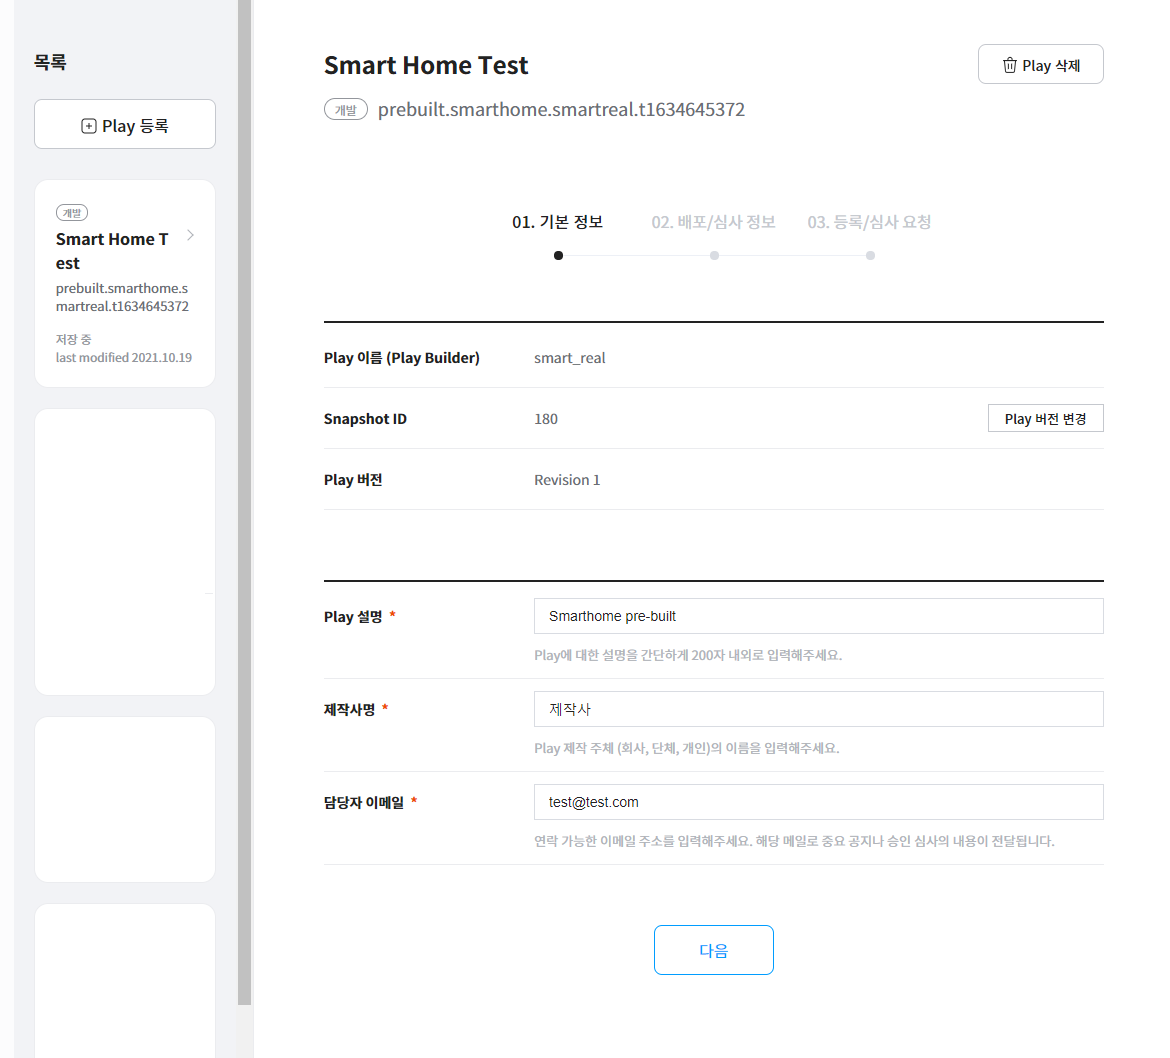 목록
Play 등록
개발
Smart Home T
est
prebuilt.smarthome.s
martreal.t1634645372
저장 중
last modified 2021.10.19
Smart Home Test
Play 삭제
개발 prebuilt.smarthome.smartreal.t1634645372
01. 기본 정보 02. 배포/심사 정보 03. 등록/심사 요청
Play 이름 (Play Builder) smart_real
Snapshot ID 180 Play 버전 변경
Play 버전 Revision 1
Play 설명 * Smarthome pre-built
Play에 대한 설명을 간단하게 200자 내외로 입력해주세요.
제작사명 * 제작사
Play 제작 주체 (회사, 단체, 개인)의 이름을 입력해주세요.
담당자 이메일 * test@test.com
연락 가능한 이메일 주소를 입력해주세요. 해당 메일로 중요 공지나 승인 심사의 내용이 전달됩니다.
다음